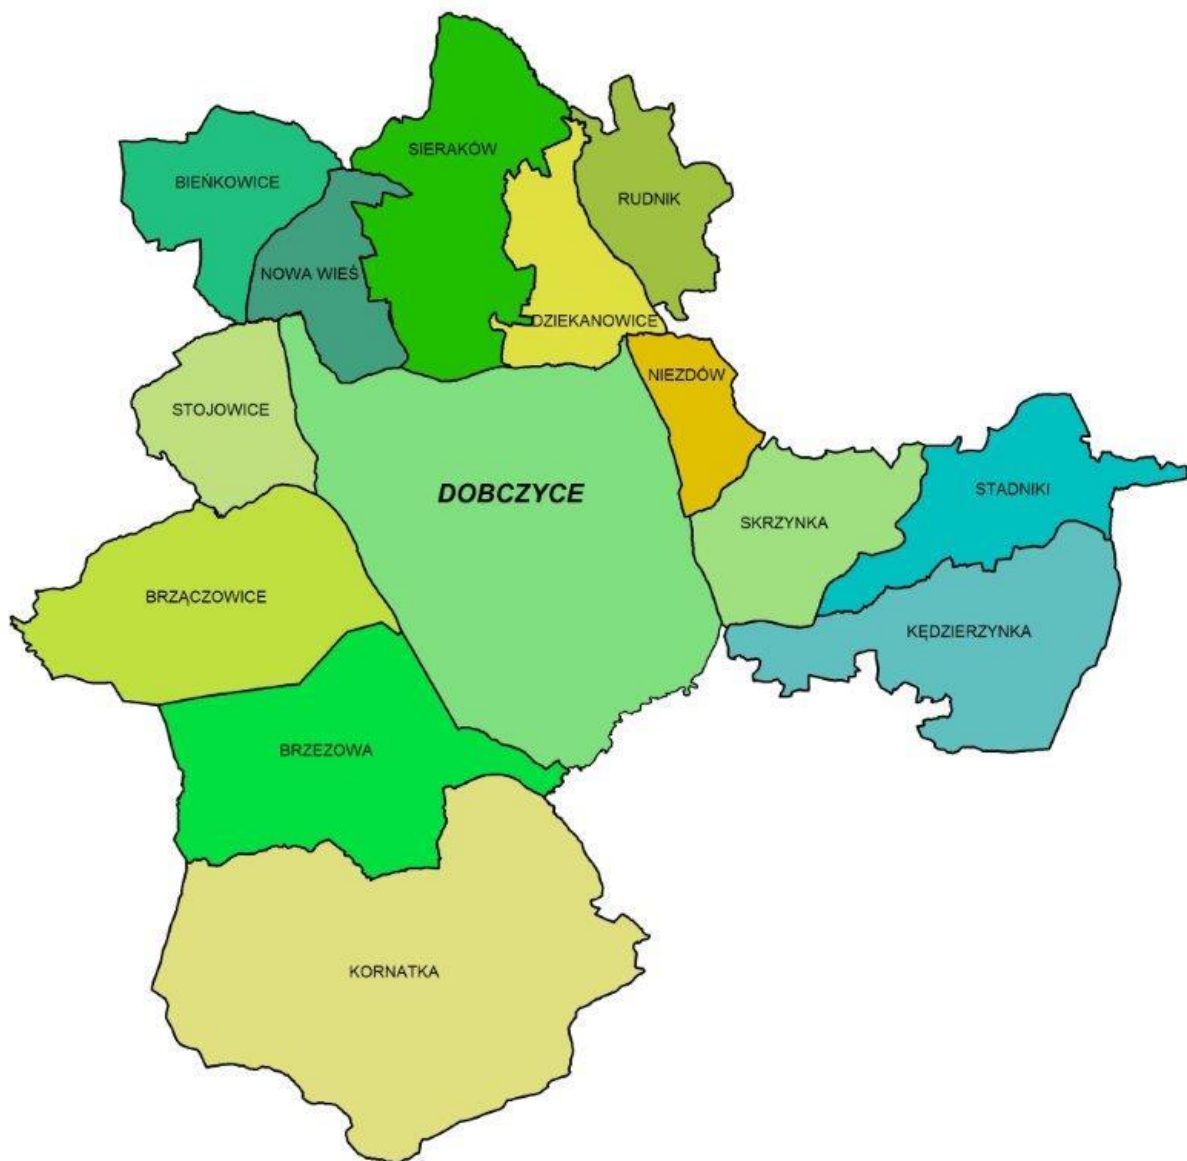 SIERAKÓW
BIEŃKOWICE
RUDNIK
NOWA WIEŚ
DZIEKANOWICE
NIEZDÓW
STOJOWICE
DOBCZYCE
STADNIKI
SKRZYNKA
BRZĄCZOWICE
KĘDZIERZYNKA
BRZEZOWA
KORNATKA